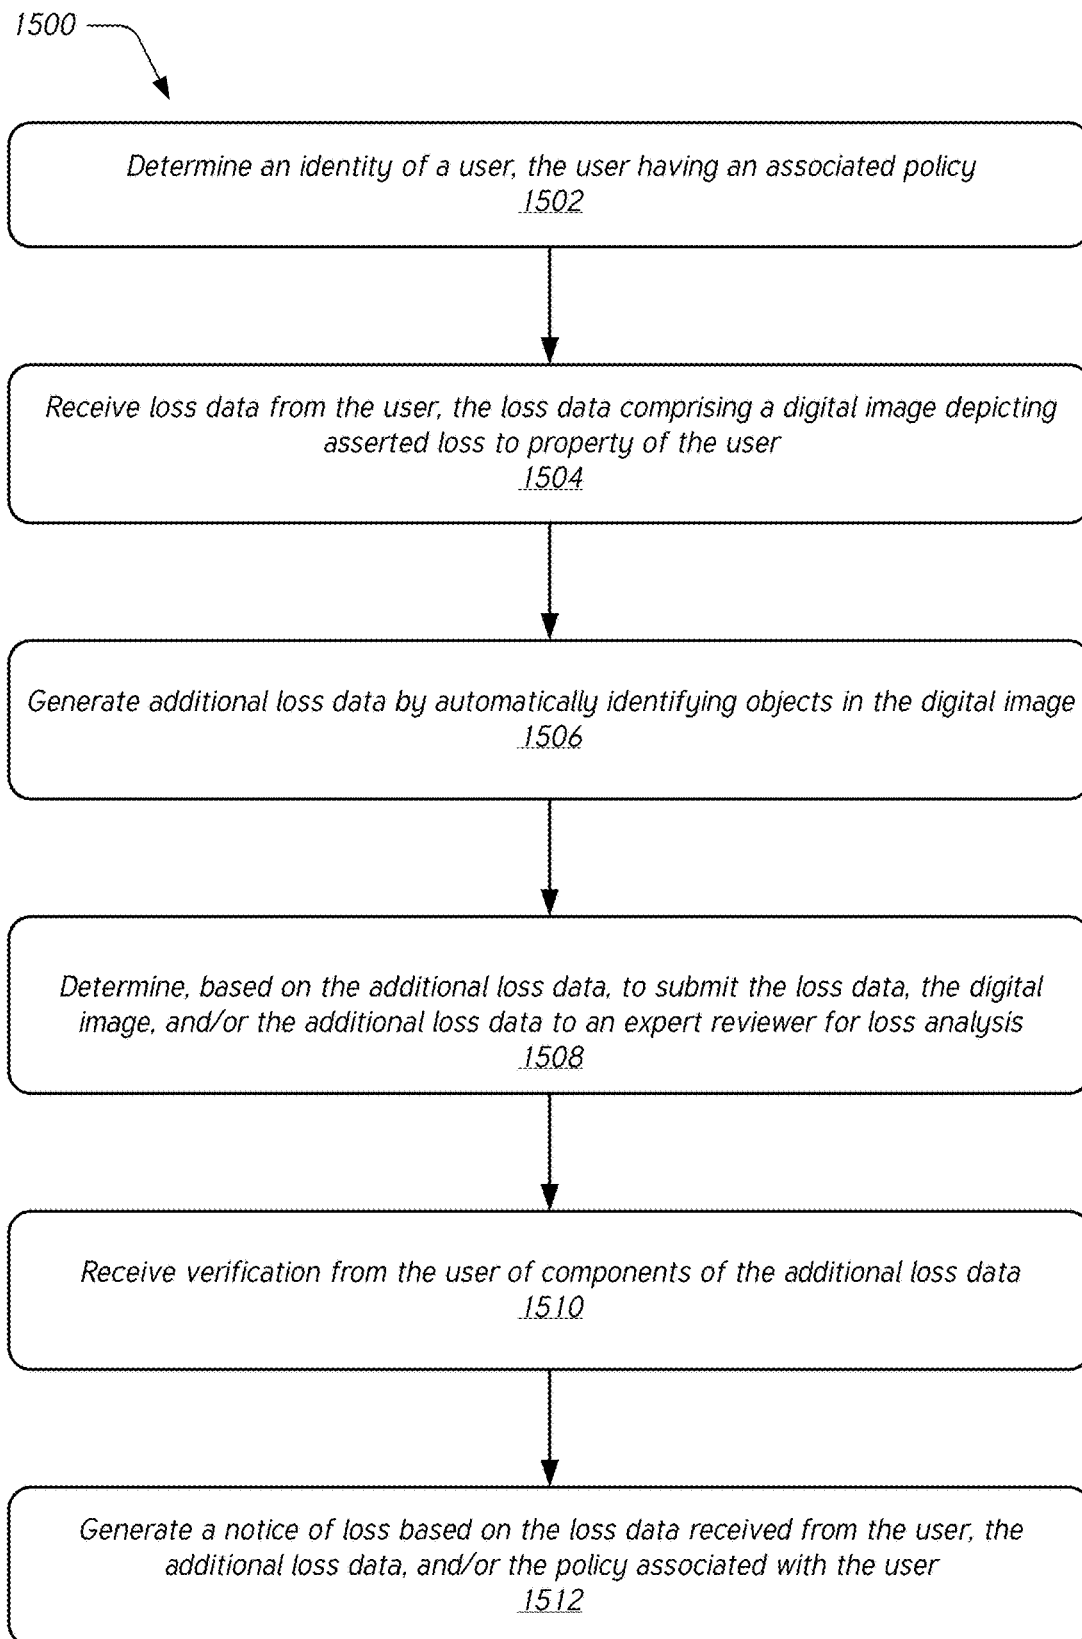 1500
Determine an identity of a user, the user having an associated policy
1502
Receive loss data from the user, the loss data comprising a digital image depicting
asserted loss to property of the user
1504
Generate additional loss data by automatically identifying objects in the digital image
1506
Determine, based on the additional loss data, to submit the loss data, the digital
image, and/or the additional loss data to an expert reviewer for loss analysis
1508
Receive verification from the user of components of the additional loss data
1510
Generate a notice of loss based on the loss data received from the user, the
additional loss data, and/or the policy associated with the user
1512